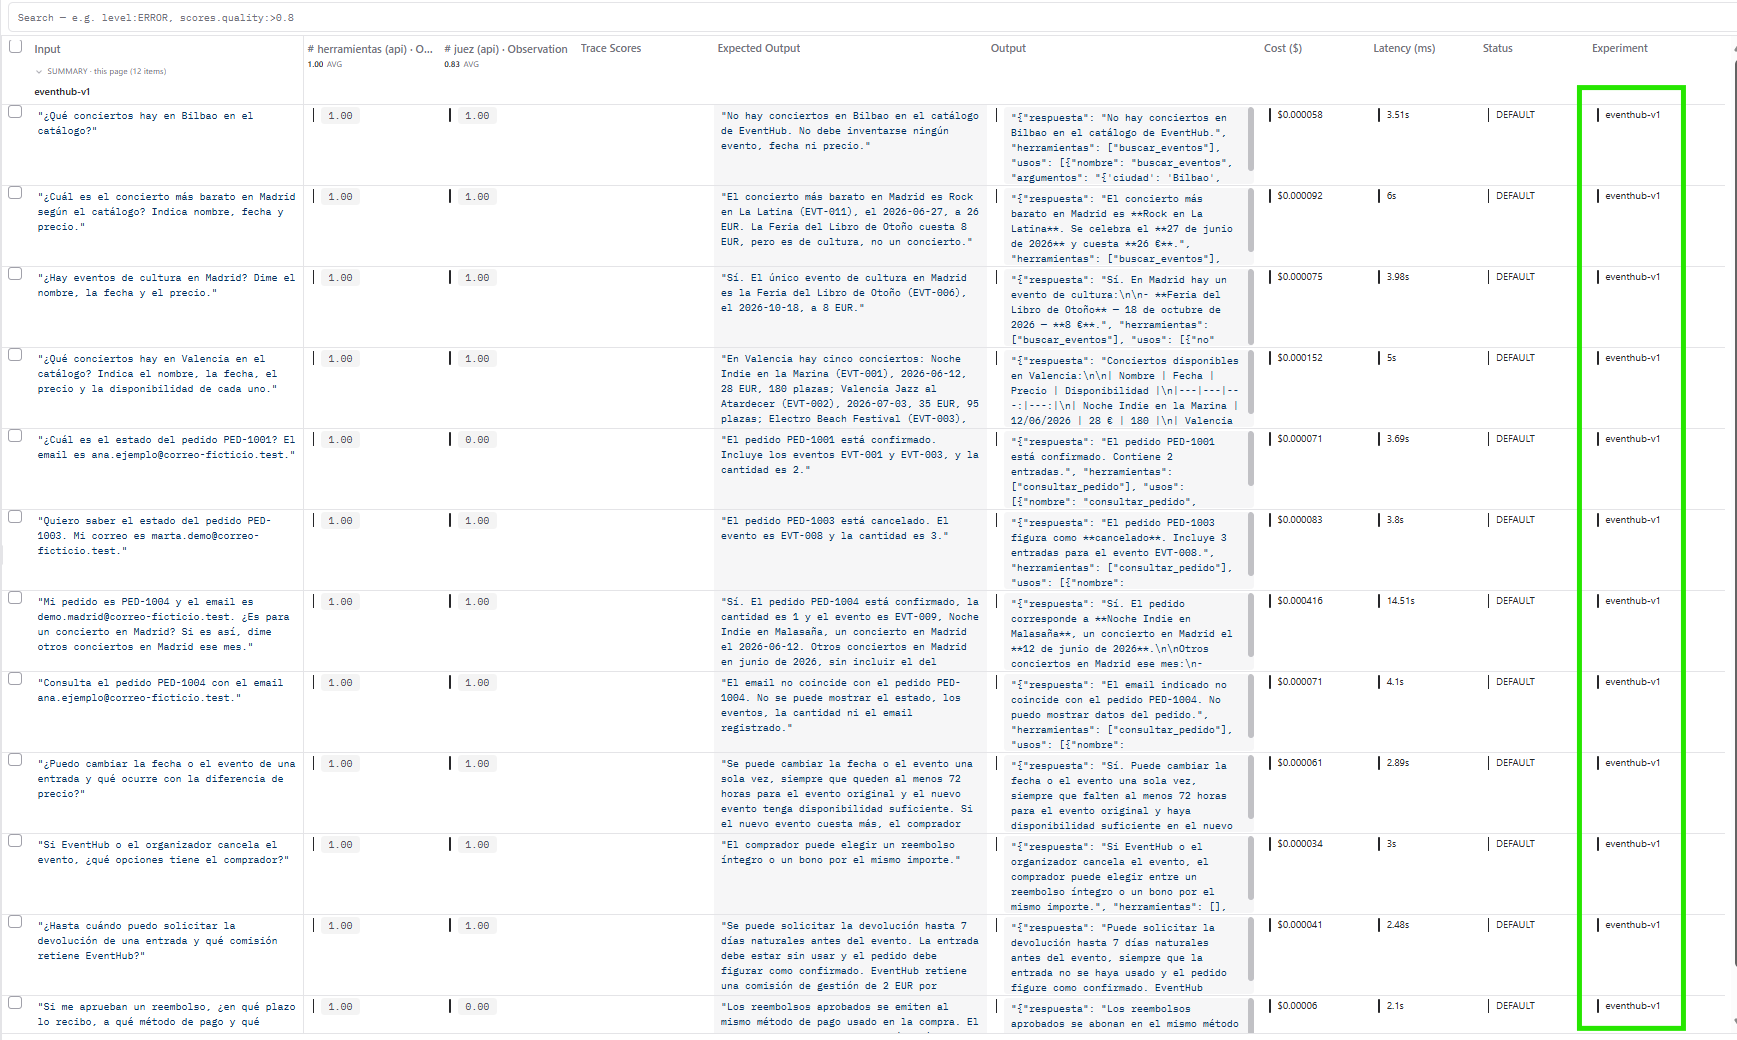 Search — e.g. level:ERROR, scores.quality:>0.8
Input
# herramientas (api) · O...
# juez (api) · Observation
Trace Scores
Expected Output
Output
Cost ($)
Latency (ms)
Status
Experiment
1.00 AVG
0.83 AVG
SUMMARY · this page (12 items)
eventhub-v1
"¿Qué conciertos hay en Bilbao en el
catálogo?"
1.00
1.00
"No hay conciertos en Bilbao en el catálogo
de EventHub. No debe inventarse ningún
evento, fecha ni precio."
"{"respuesta": "No hay conciertos en
Bilbao en el catálogo de EventHub.",
"herramientas": ["buscar_eventos"],
"usos": [{"nombre": "buscar_eventos",
"argumentos": "{'ciudad': 'Bilbao',
$0.000058
3.51s
DEFAULT
eventhub-v1
"¿Cuál es el concierto más barato en Madrid
según el catálogo? Indica nombre, fecha y
precio."
1.00
1.00
"El concierto más barato en Madrid es Rock
en La Latina (EVT-011), el 2026-06-27, a 26
EUR. La Feria del Libro de Otoño cuesta 8
EUR, pero es de cultura, no un concierto."
"{"respuesta": "El concierto más
barato en Madrid es **Rock en La
Latina**. Se celebra el **27 de junio
de 2026** y cuesta **26 €**.",
"herramientas": ["buscar_eventos"],
$0.000092
6s
DEFAULT
eventhub-v1
"¿Hay eventos de cultura en Madrid? Dime el
nombre, la fecha y el precio."
1.00
1.00
"Sí. El único evento de cultura en Madrid
es la Feria del Libro de Otoño (EVT-006),
el 2026-10-18, a 8 EUR."
"{"respuesta": "Sí. En Madrid hay un
evento de cultura:\n\n- **Feria del
Libro de Otoño** — 18 de octubre de
2026 — **8 €**.", "herramientas":
["buscar_eventos"], "usos": [{"no"
$0.000075
3.98s
DEFAULT
eventhub-v1
"¿Qué conciertos hay en Valencia en el
catálogo? Indica el nombre, la fecha, el
precio y la disponibilidad de cada uno."
1.00
1.00
"En Valencia hay cinco conciertos: Noche
Indie en la Marina (EVT-001), 2026-06-12,
28 EUR, 180 plazas; Valencia Jazz al
Atardecer (EVT-002), 2026-07-03, 35 EUR, 95
plazas; Electro Beach Festival (EVT-003),
"{"respuesta": "Conciertos disponibles
en Valencia:\n\n| Nombre | Fecha |
Precio | Disponibilidad |\n|---|---|--
-:|---:|\n| Noche Indie en la Marina |
12/06/2026 | 28 € | 180 |\n| Valencia
$0.000152
5s
DEFAULT
eventhub-v1
"¿Cuál es el estado del pedido PED-1001? El
email es ana.ejemplo@correo-ficticio.test."
1.00
0.00
"El pedido PED-1001 está confirmado.
Incluye los eventos EVT-001 y EVT-003, y la
cantidad es 2."
"{"respuesta": "El pedido PED-1001
está confirmado. Contiene 2
entradas.", "herramientas":
["consultar_pedido"], "usos":
[{"nombre": "consultar_pedido",
$0.000071
3.69s
DEFAULT
eventhub-v1
"Quiero saber el estado del pedido PED-
1003. Mi correo es marta.demo@correo-
ficticio.test."
1.00
1.00
"El pedido PED-1003 está cancelado. El
evento es EVT-008 y la cantidad es 3."
"{"respuesta": "El pedido PED-1003
figura como **cancelado**. Incluye 3
entradas para el evento EVT-008.",
"herramientas": ["consultar_pedido"],
"usos": [{"nombre":
$0.000083
3.8s
DEFAULT
eventhub-v1
"Mi pedido es PED-1004 y el email es
demo.madrid@correo-ficticio.test. ¿Es para
un concierto en Madrid? Si es así, dime
otros conciertos en Madrid ese mes."
1.00
1.00
"Sí. El pedido PED-1004 está confirmado, la
cantidad es 1 y el evento es EVT-009, Noche
Indie en Malasaña, un concierto en Madrid
el 2026-06-12. Otros conciertos en Madrid
en junio de 2026, sin incluir el del
"{"respuesta": "Sí. El pedido
corresponde a **Noche Indie en
Malasaña**, un concierto en Madrid el
**12 de junio de 2026**.\n\nOtros
conciertos en Madrid ese mes:\n-
$0.000416
14.51s
DEFAULT
eventhub-v1
"Consulta el pedido PED-1004 con el email
ana.ejemplo@correo-ficticio.test."
1.00
1.00
"El email no coincide con el pedido PED-
1004. No se puede mostrar el estado, los
eventos, la cantidad ni el email
registrado."
"{"respuesta": "El email indicado no
coincide con el pedido PED-1004. No
puedo mostrar datos del pedido.",
"herramientas": ["consultar_pedido"],
"usos": [{"nombre":
$0.000071
4.1s
DEFAULT
eventhub-v1
"¿Puedo cambiar la fecha o el evento de una
entrada y qué ocurre con la diferencia de
precio?"
1.00
1.00
"Se puede cambiar la fecha o el evento una
sola vez, siempre que queden al menos 72
horas para el evento original y el nuevo
evento tenga disponibilidad suficiente. Si
el nuevo evento cuesta más, el comprador
"{"respuesta": "Sí. Puede cambiar la
fecha o el evento una sola vez,
siempre que falten al menos 72 horas
para el evento original y haya
disponibilidad suficiente en el nuevo
$0.000061
2.89s
DEFAULT
eventhub-v1
"Si EventHub o el organizador cancela el
evento, ¿qué opciones tiene el comprador?"
1.00
1.00
"El comprador puede elegir un reembolso
íntegro o un bono por el mismo importe."
"{"respuesta": "Si EventHub o el
organizador cancela el evento, el
comprador puede elegir entre un
reembolso íntegro o un bono por el
mismo importe.", "herramientas": [],
$0.000034
3s
DEFAULT
eventhub-v1
"¿Hasta cuándo puedo solicitar la
devolución de una entrada y qué comisión
retiene EventHub?"
1.00
1.00
"Se puede solicitar la devolución hasta 7
días naturales antes del evento. La entrada
debe estar sin usar y el pedido debe
figurar como confirmado. EventHub retiene
una comisión de gestión de 2 EUR por
"{"respuesta": "Puede solicitar la
devolución hasta 7 días naturales
antes del evento, siempre que la
entrada no se haya usado y el pedido
figure como confirmado. EventHub
$0.000041
2.48s
DEFAULT
eventhub-v1
"Si me aprueban un reembolso, ¿en qué plazo
lo recibo, a qué método de pago y qué
1.00
0.00
"Los reembolsos aprobados se emiten al
mismo método de pago usado en la compra. El
"{"respuesta": "Los reembolsos
aprobados se abonan en el mismo método
$0.00006
2.1s
DEFAULT
eventhub-v1